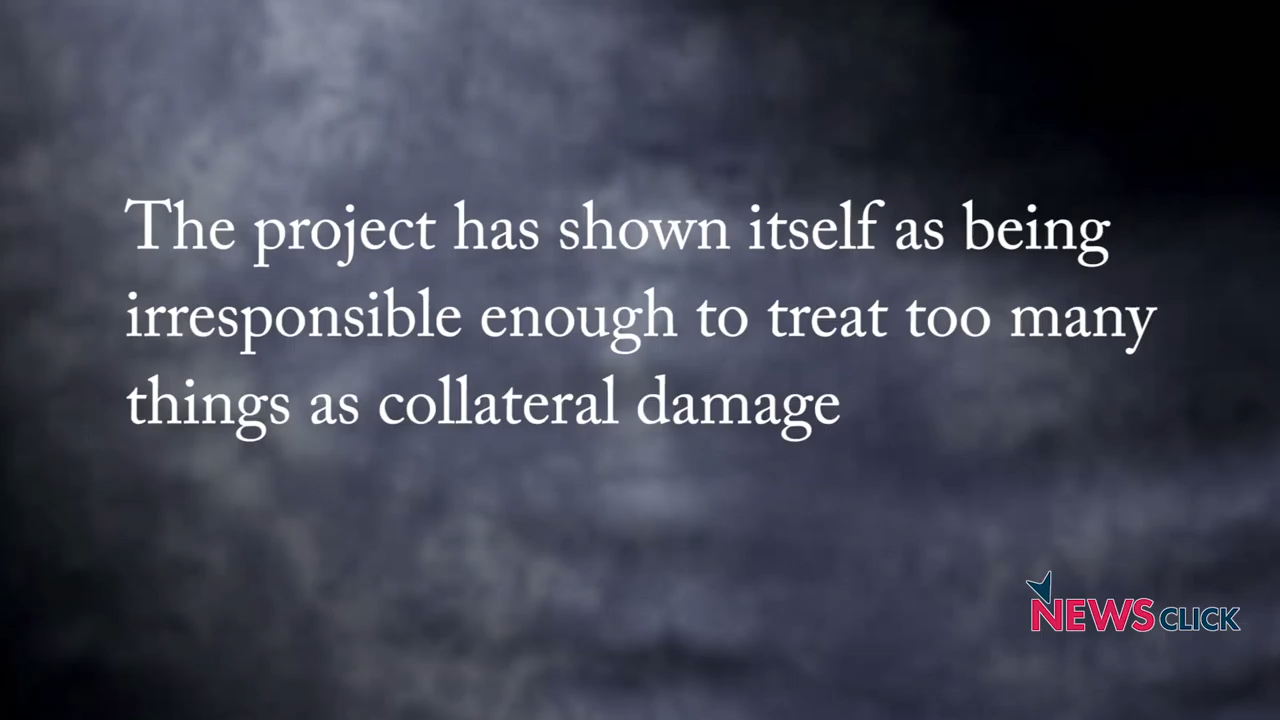 The project has shown itself as being
irresponsible enough to treat too many
things as collateral damage
NEWSCLICK